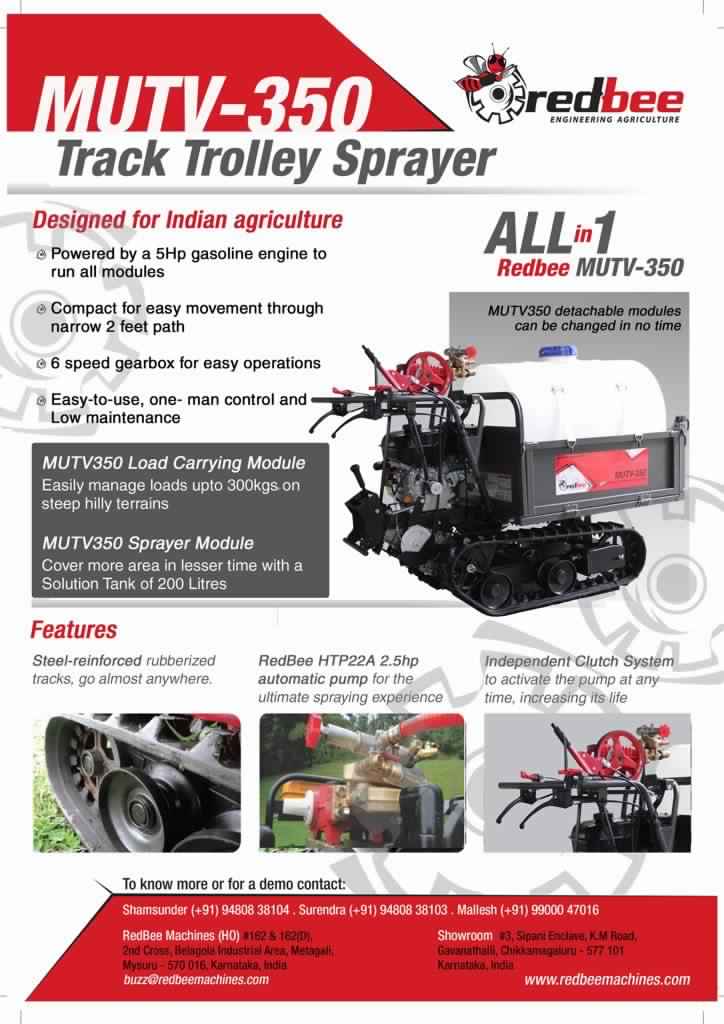 MUTV-350
Track Trolley Sprayer
redbee
ENGINEERING AGRICULTURE
Designed for Indian agriculture
Powered by a 5Hp gasoline engine to
run all modules
Compact for easy movement through
narrow 2 feet path
6 speed gearbox for easy operations
Easy-to-use, one- man control and
Low maintenance
ALL in 1
Redbee MUTV-350
MUTV350 detachable modules
can be changed in no time
redbee
MUTV-350
MUTV350 Load Carrying Module
Easily manage loads upto 300kgs on
steep hilly terrains
MUTV350 Sprayer Module
Cover more area in lesser time with a
Solution Tank of 200 Litres
Features
Steel-reinforced rubberized
tracks, go almost anywhere.
RedBee HTP22A 2.5hp
automatic pump for the
ultimate spraying experience
Independent Clutch System
to activate the pump at any
time, increasing its life
To know more or for a demo contact:
Shamsunder (+91) 94808 38104 . Surendra (+91) 94808 38103 . Mallesh (+91) 99000 47016
RedBee Machines (HO) #162 & 162(D),
2nd Cross, Belagola Industrial Area, Metagali,
Mysuru - 570 016, Karnataka, India
buzz@redbeemachines.com
Showroom #3, Sipani Enclave, K.M Road,
Gavanahalli, Chikkamagaluru - 577 101
Karnataka, India
www.redbeemachines.com